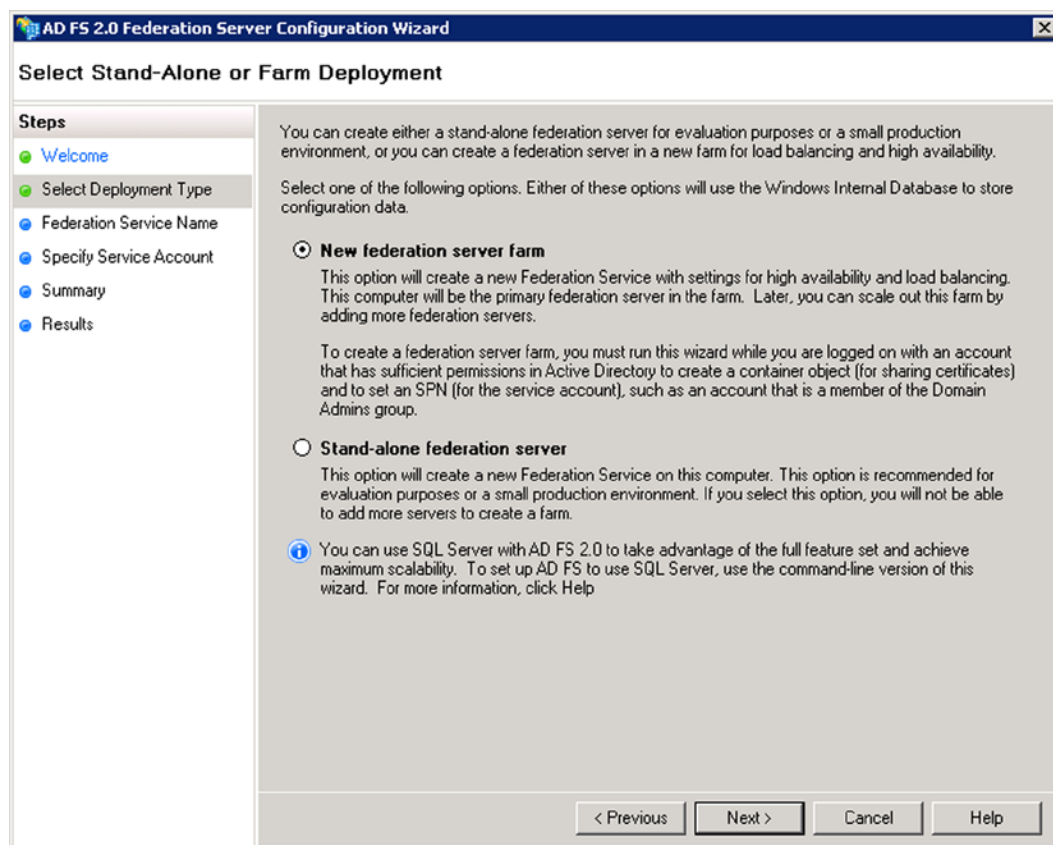 AD FS 2.0 Federation Server Configuration Wizard
Select Stand-Alone or Farm Deployment
Steps
Welcome
Select Deployment Type
Federation Service Name
Specify Service Account
Summary
Results
You can create either a stand-alone federation server for evaluation purposes or a small production
environment, or you can create a federation server in a new farm for load balancing and high availability.
Select one of the following options. Either of these options will use the Windows Internal Database to store
configuration data.
New federation server farm
This option will create a new Federation Service with settings for high availability and load balancing.
This computer will be the primary federation server in the farm. Later, you can scale out this farm by
adding more federation servers.
To create a federation server farm, you must run this wizard while you are logged on with an account
that has sufficient permissions in Active Directory to create a container object (for sharing certificates)
and to set an SPN (for the service account), such as an account that is a member of the Domain
Admins group.
Stand-alone federation server
This option will create a new Federation Service on this computer. This option is recommended for
evaluation purposes or a small production environment. If you select this option, you will not be able
to add more servers to create a farm.
You can use SQL Server with AD FS 2.0 to take advantage of the full feature set and achieve
maximum scalability. To set up AD FS to use SQL Server, use the command-line version of this
wizard. For more information, click Help
< Previous
Next >
Cancel
Help